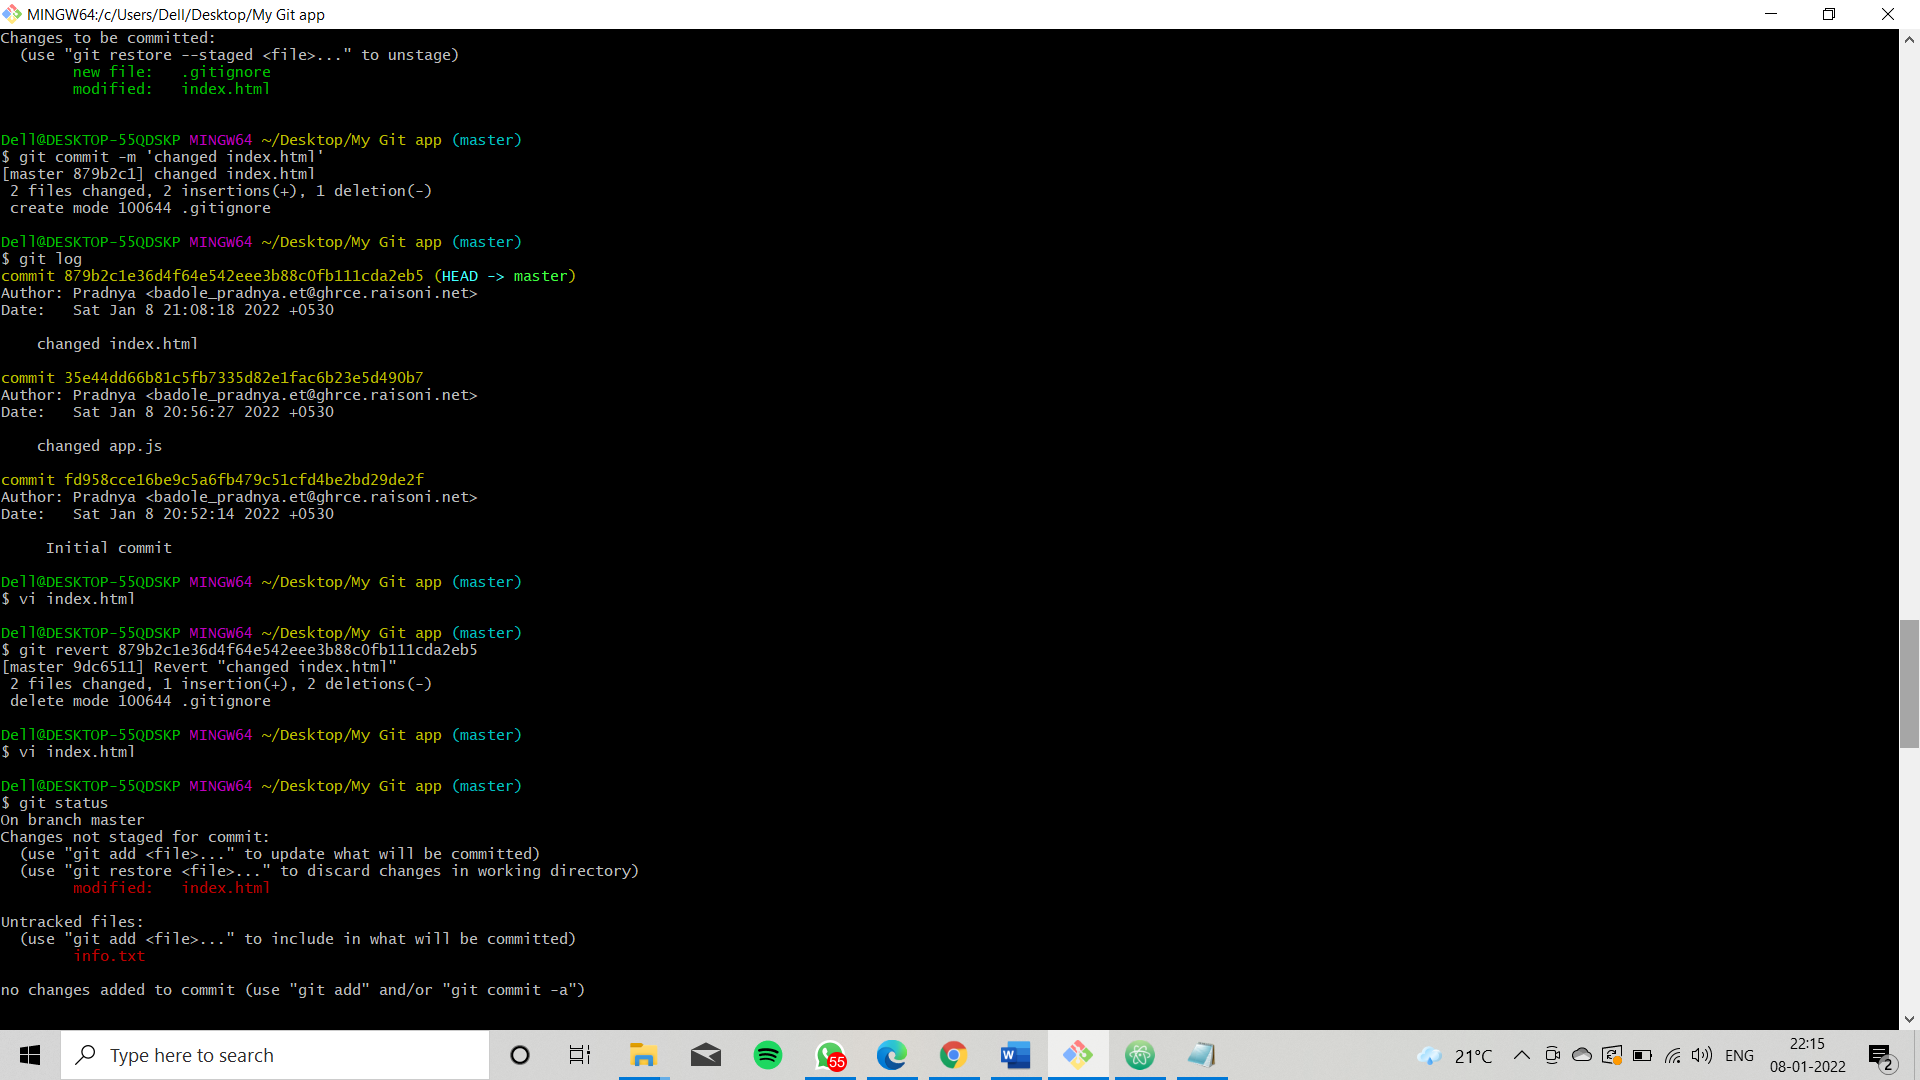 MINGW64:/c/Users/Dell/Desktop/My Git app
Changes to be committed:
  (use "git restore --staged <file>..." to unstage)
        new file:   .gitignore
        modified:   index.html
Dell@DESKTOP-55QDSKP MINGW64 ~/Desktop/My Git app (master)
$ git commit -m 'changed index.html'
[master 879b2c1] changed index.html
 2 files changed, 2 insertions(+), 1 deletion(-)
 create mode 100644 .gitignore
Dell@DESKTOP-55QDSKP MINGW64 ~/Desktop/My Git app (master)
$ git log
commit 879b2c1e36d4f64e542eee3b88c0fb111cda2eb5 (HEAD -> master)
Author: Pradnya <badole_pradnya.et@ghrce.raisoni.net>
Date:   Sat Jan 8 21:08:18 2022 +0530
    changed index.html
commit 35e44dd66b81c5fb7335d82e1fac6b23e5d490b7
Author: Pradnya <badole_pradnya.et@ghrce.raisoni.net>
Date:   Sat Jan 8 20:56:27 2022 +0530
    changed app.js
commit fd958cce16be9c5a6fb479c51cfd4be2bd29de2f
Author: Pradnya <badole_pradnya.et@ghrce.raisoni.net>
Date:   Sat Jan 8 20:52:14 2022 +0530
     Initial commit
Dell@DESKTOP-55QDSKP MINGW64 ~/Desktop/My Git app (master)
$ vi index.html
Dell@DESKTOP-55QDSKP MINGW64 ~/Desktop/My Git app (master)
$ git revert 879b2c1e36d4f64e542eee3b88c0fb111cda2eb5
[master 9dc6511] Revert "changed index.html"
 2 files changed, 1 insertion(+), 2 deletions(-)
 delete mode 100644 .gitignore
Dell@DESKTOP-55QDSKP MINGW64 ~/Desktop/My Git app (master)
$ vi index.html
Dell@DESKTOP-55QDSKP MINGW64 ~/Desktop/My Git app (master)
$ git status
On branch master
Changes not staged for commit:
  (use "git add <file>..." to update what will be committed)
  (use "git restore <file>..." to discard changes in working directory)
        modified:   index.html
Untracked files:
  (use "git add <file>..." to include in what will be committed)
        info.txt
no changes added to commit (use "git add" and/or "git commit -a")
Type here to search
55
W
21°C
ENG
22:15
08-01-2022
2